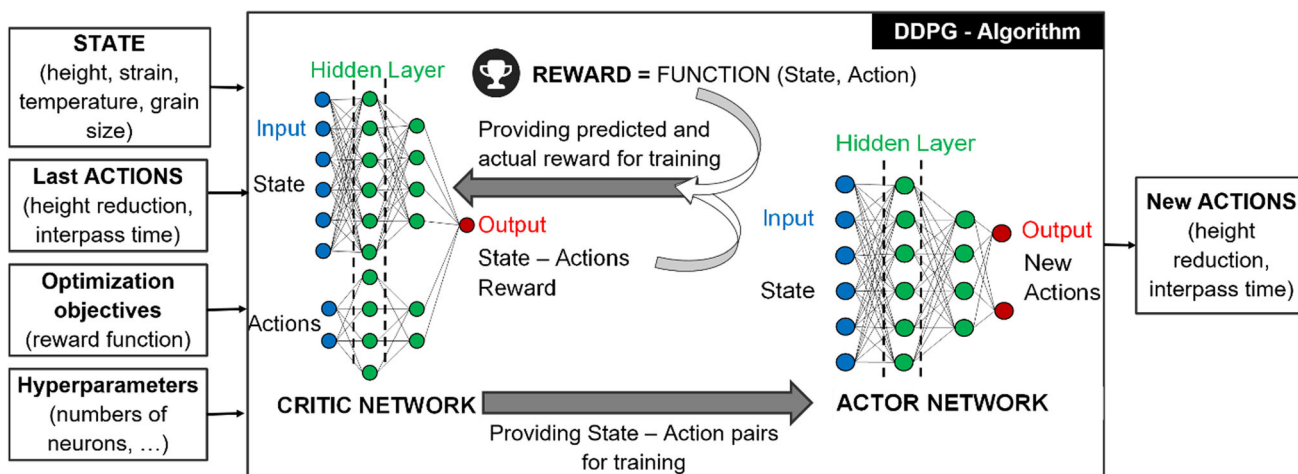 STATE
(height, strain,
temperature, grain
size)
Last ACTIONS
(height reduction,
interpass time)
Optimization
objectives
(reward function)
Hyperparameters
(numbers of
neurons, …)
DDPG - Algorithm
Hidden Layer
Input
State
Actions
REWARD = FUNCTION (State, Action)
Providing predicted and
actual reward for training
Output
State – Actions
Reward
CRITIC NETWORK
Providing State – Action pairs
for training
Hidden Layer
Input
State
Output
New
Actions
ACTOR NETWORK
New ACTIONS
(height
reduction,
interpass time)